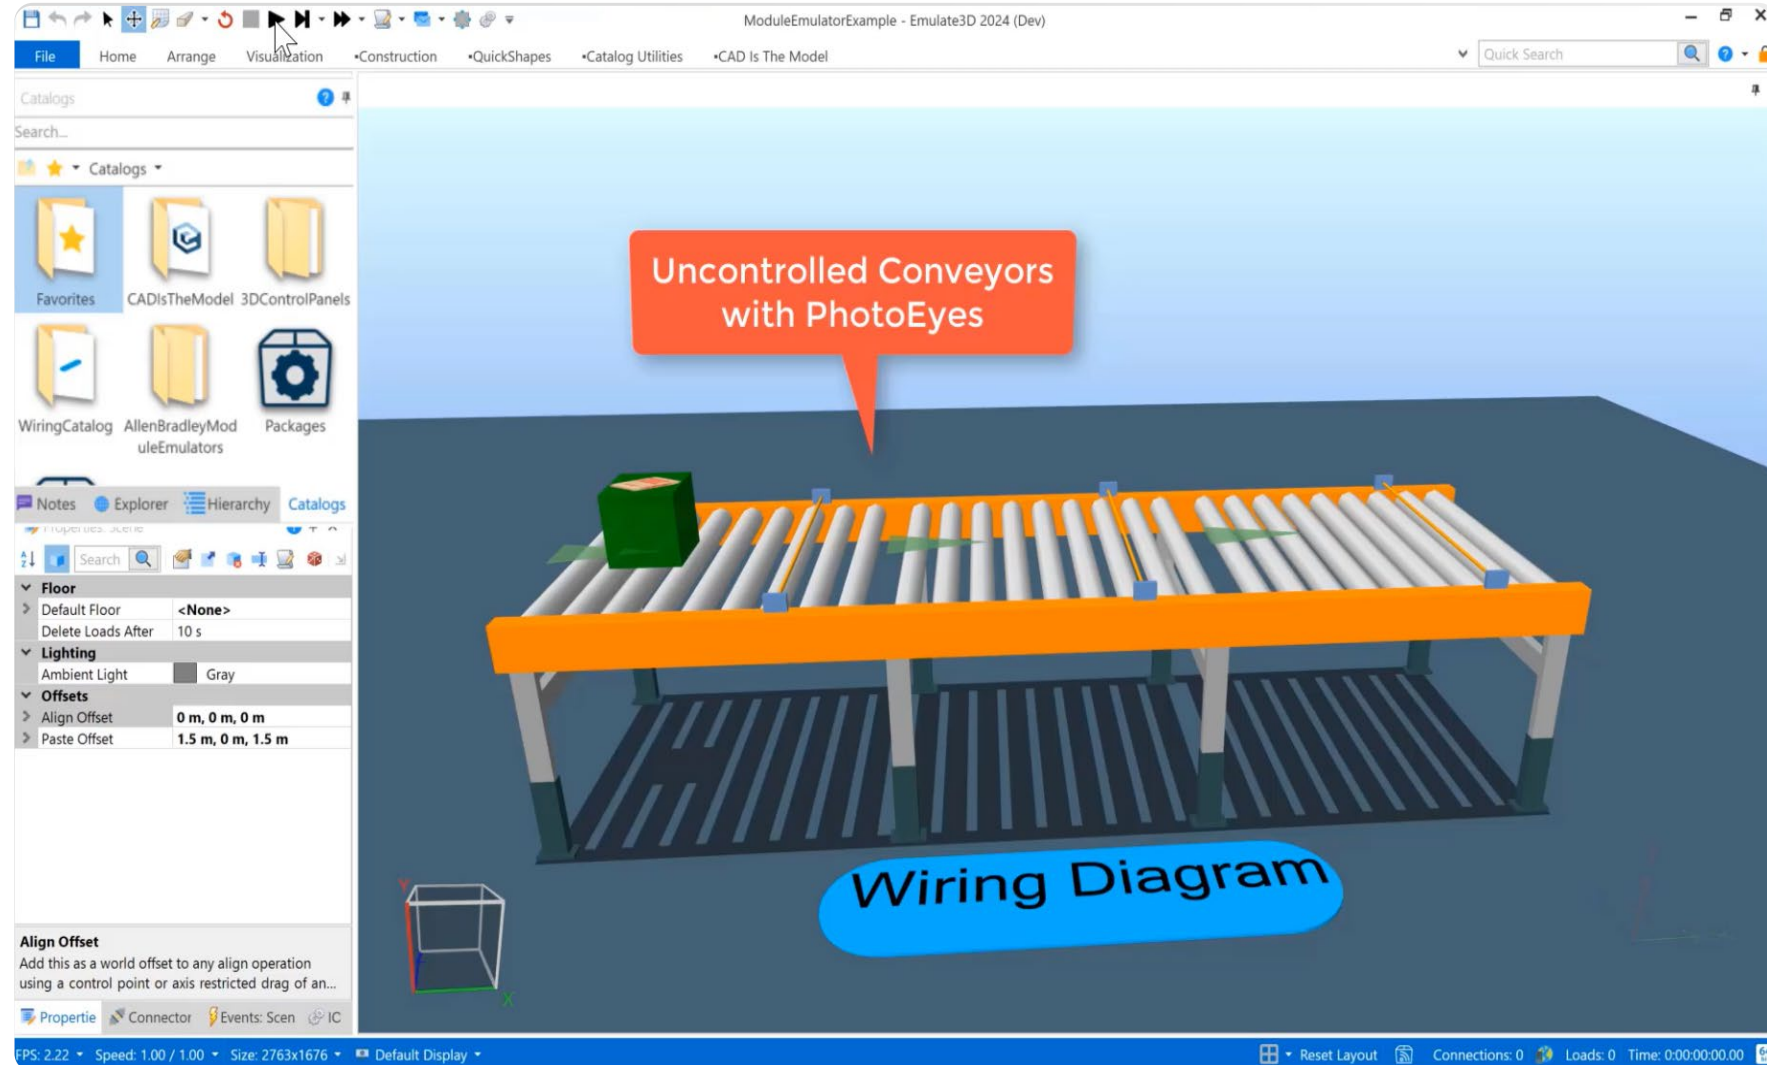 ModuleEmulatorExample - Emulate3D 2024 (Dev)
File Home Arrange Visualization •Construction •QuickShapes •Catalog Utilities •CAD Is The Model
Quick Search
Catalogs
Search...
Catalogs
Favorites CADIsTheModel 3DControlPanels
WiringCatalog AllenBradleyMod Packages
uleEmulators
Notes Explorer Hierarchy Catalogs
Properties: Scene
Search
Floor
Default Floor <None>
Delete Loads After 10 s
Lighting
Ambient Light Gray
Offsets
Align Offset 0 m, 0 m, 0 m
Paste Offset 1.5 m, 0 m, 1.5 m
Align Offset
Add this as a world offset to any align operation
using a control point or axis restricted drag of an...
Propertie Connector Events: Scen IC
Uncontrolled Conveyors
with PhotoEyes
Wiring Diagram
Y
X
FPS: 2.22 Speed: 1.00 / 1.00 Size: 2763x1676 Default Display Reset Layout Connections: 0 Loads: 0 Time: 0:00:00:00.00